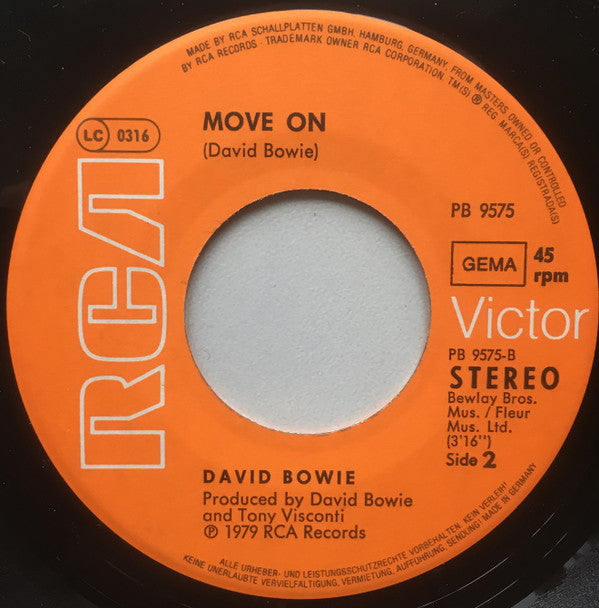 MADE BY RCA SCHALLPLATTEN GMBH, HAMBURG, GERMANY, FROM MASTERS OWNED OR CONTROLLED
BY RCA RECORDS · TRADEMARK OWNER RCA CORPORATION, TM(S) ® REG. MARCA(S) REGISTRADA(S)
LC 0316
MOVE ON
(David Bowie)
RCA
PB 9575
GEMA
45
rpm
Victor
PB 9575-B
STEREO
Bewlay Bros.
Mus. / Fleur
Mus. Ltd.
(3'16")
Side 2
DAVID BOWIE
Produced by David Bowie
and Tony Visconti
℗ 1979 RCA Records
ALLE URHEBER- UND LEISTUNGSSCHUTZRECHTE VORBEHALTEN. KEIN VERLEIH!
KEINE UNERLAUBTE VERVIELFÄLTIGUNG, VERMIETUNG, AUFFÜHRUNG, SENDUNG! MADE IN GERMANY